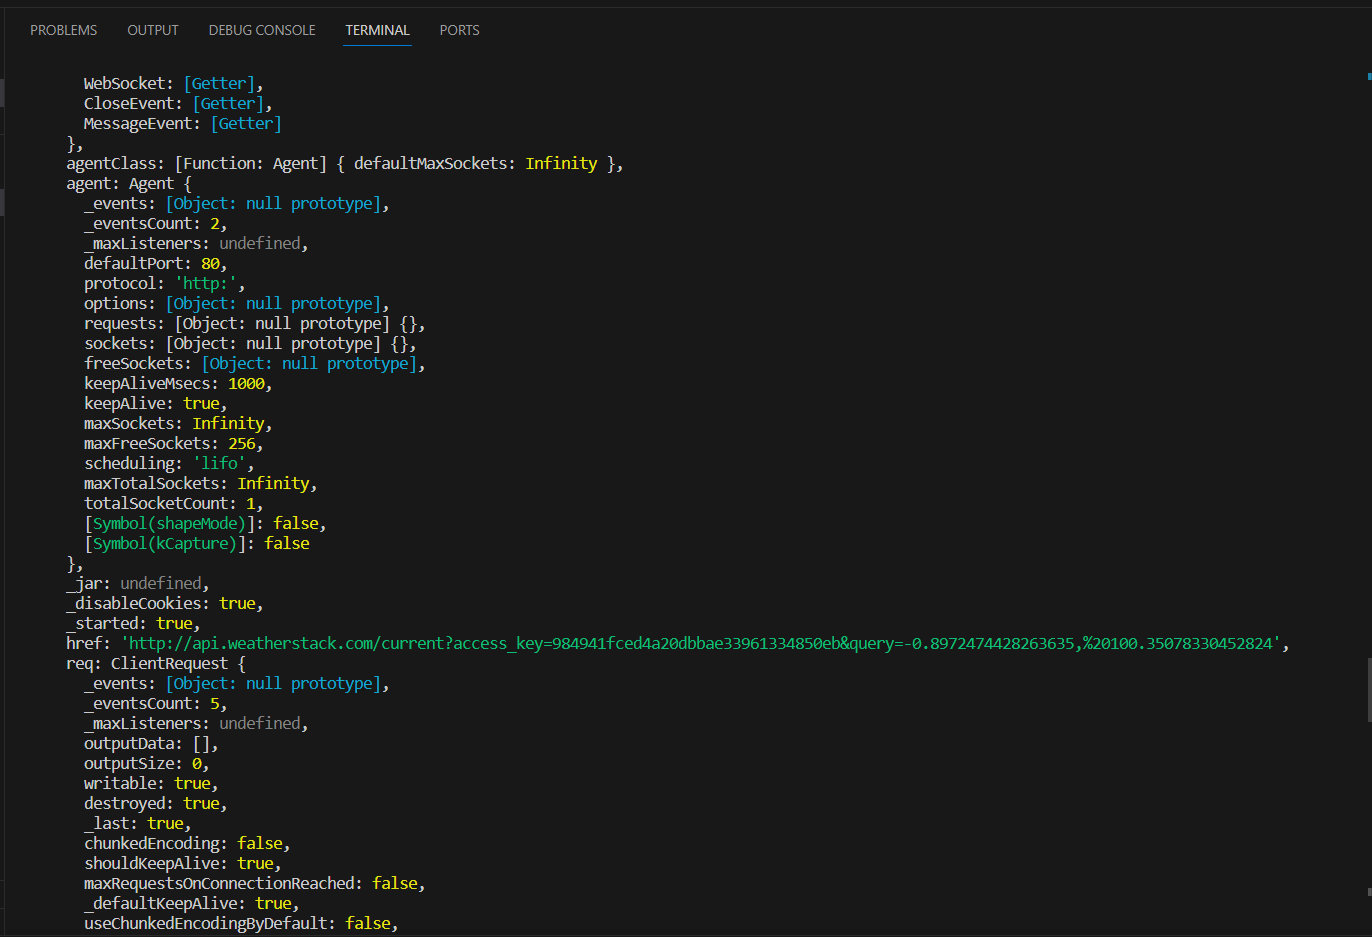 PROBLEMS OUTPUT DEBUG CONSOLE TERMINAL PORTS
WebSocket: [Getter],
CloseEvent: [Getter],
MessageEvent: [Getter]
},
agentClass: [Function: Agent] { defaultMaxSockets: Infinity },
agent: Agent {
_events: [Object: null prototype],
_eventsCount: 2,
_maxListeners: undefined,
defaultPort: 80,
protocol: 'http:',
options: [Object: null prototype],
requests: [Object: null prototype] {},
sockets: [Object: null prototype] {},
freeSockets: [Object: null prototype],
keepAliveMsecs: 1000,
keepAlive: true,
maxSockets: Infinity,
maxFreeSockets: 256,
scheduling: 'lifo',
maxTotalSockets: Infinity,
totalSocketCount: 1,
[Symbol(shapeMode)]: false,
[Symbol(kCapture)]: false
},
_jar: undefined,
_disableCookies: true,
_started: true,
href: 'http://api.weatherstack.com/current?access_key=984941fced4a20dbbae33961334850eb&query=-0.8972474428263635,%20100.35078330452824',
req: ClientRequest {
_events: [Object: null prototype],
_eventsCount: 5,
_maxListeners: undefined,
outputData: [],
outputSize: 0,
writable: true,
destroyed: true,
_last: true,
chunkedEncoding: false,
shouldKeepAlive: true,
maxRequestsOnConnectionReached: false,
_defaultKeepAlive: true,
useChunkedEncodingByDefault: false,